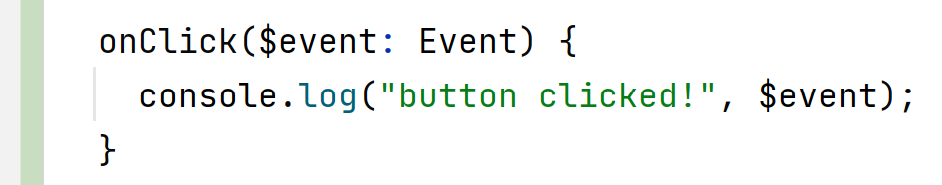 onClick($event: Event) {
  console.log("button clicked!", $event);
}